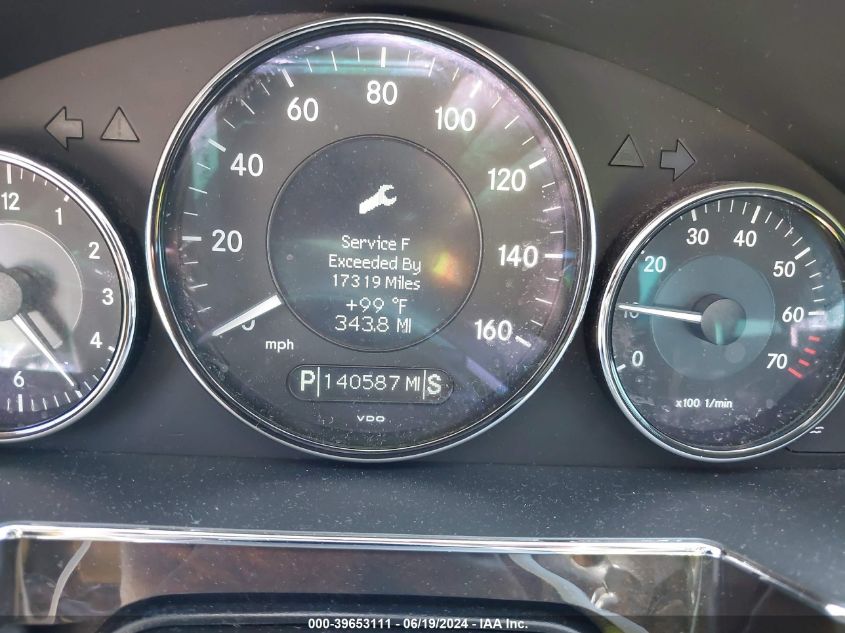 12
1
2
3
4
6
0
20
40
60
80
100
120
140
160
mph
Service F
Exceeded By
17319 Miles
+99 °F
343.8 MI
P 140587 MI S
VDO
0
10
20
30
40
50
60
70
x100 1/min
000-39653111 - 06/19/2024 - IAA Inc.